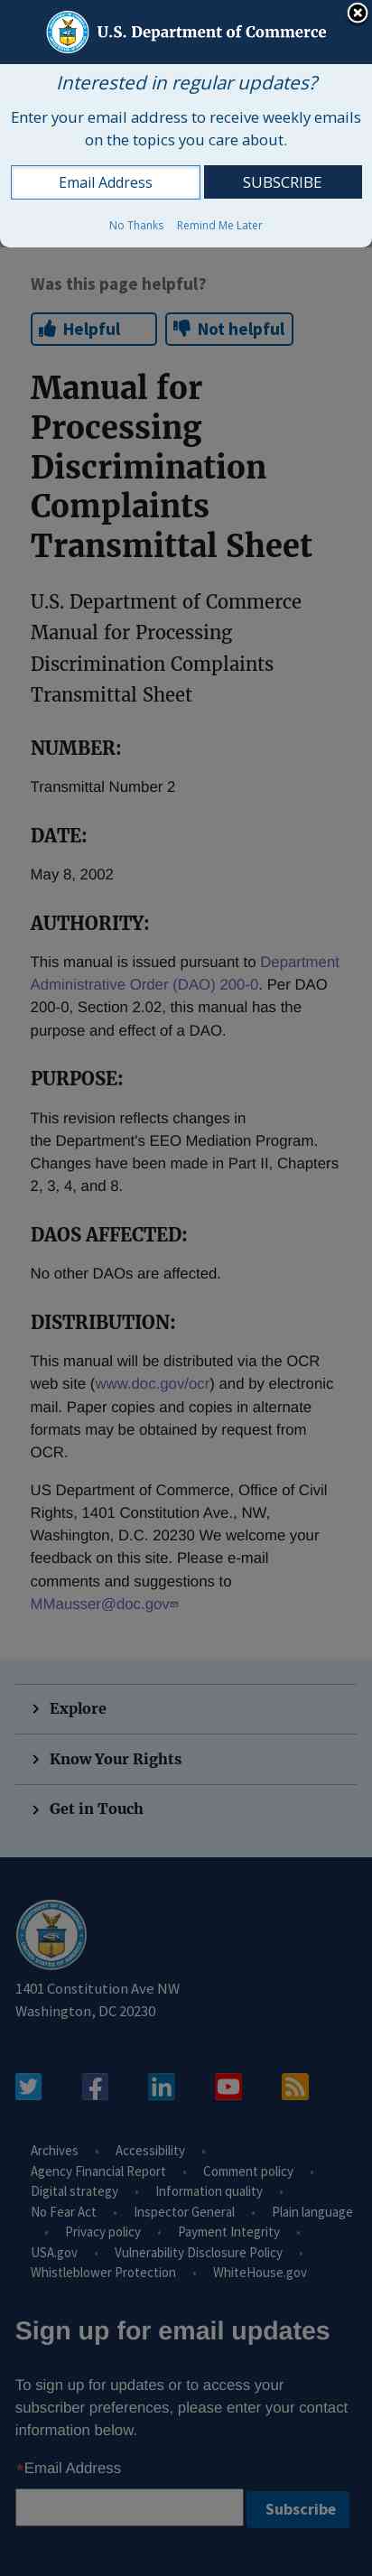 U.S. Department of Commerce
Interested in regular updates?
Enter your email address to receive weekly emails
on the topics you care about.
Email Address
SUBSCRIBE
No Thanks Remind Me Later
Was this page helpful?
Helpful
Not helpful
Manual for
Processing
Discrimination
Complaints
Transmittal Sheet
U.S. Department of Commerce
Manual for Processing
Discrimination Complaints
Transmittal Sheet
NUMBER:
Transmittal Number 2
DATE:
May 8, 2002
AUTHORITY:
This manual is issued pursuant to Department
Administrative Order (DAO) 200-0. Per DAO
200-0, Section 2.02, this manual has the
purpose and effect of a DAO.
PURPOSE:
This revision reflects changes in
the Department's EEO Mediation Program.
Changes have been made in Part II, Chapters
2, 3, 4, and 8.
DAOS AFFECTED:
No other DAOs are affected.
DISTRIBUTION:
This manual will be distributed via the OCR
web site (www.doc.gov/ocr) and by electronic
mail. Paper copies and copies in alternate
formats may be obtained by request from
OCR.
US Department of Commerce, Office of Civil
Rights, 1401 Constitution Ave., NW,
Washington, D.C. 20230 We welcome your
feedback on this site. Please e-mail
comments and suggestions to
MMausser@doc.gov
Explore
Know Your Rights
Get in Touch
1401 Constitution Ave NW
Washington, DC 20230
Archives • Accessibility •
Agency Financial Report • Comment policy •
Digital strategy • Information quality •
No Fear Act • Inspector General • Plain language
• Privacy policy • Payment Integrity •
USA.gov • Vulnerability Disclosure Policy •
Whistleblower Protection • WhiteHouse.gov
Sign up for email updates
To sign up for updates or to access your
subscriber preferences, please enter your contact
information below.
*Email Address
Subscribe